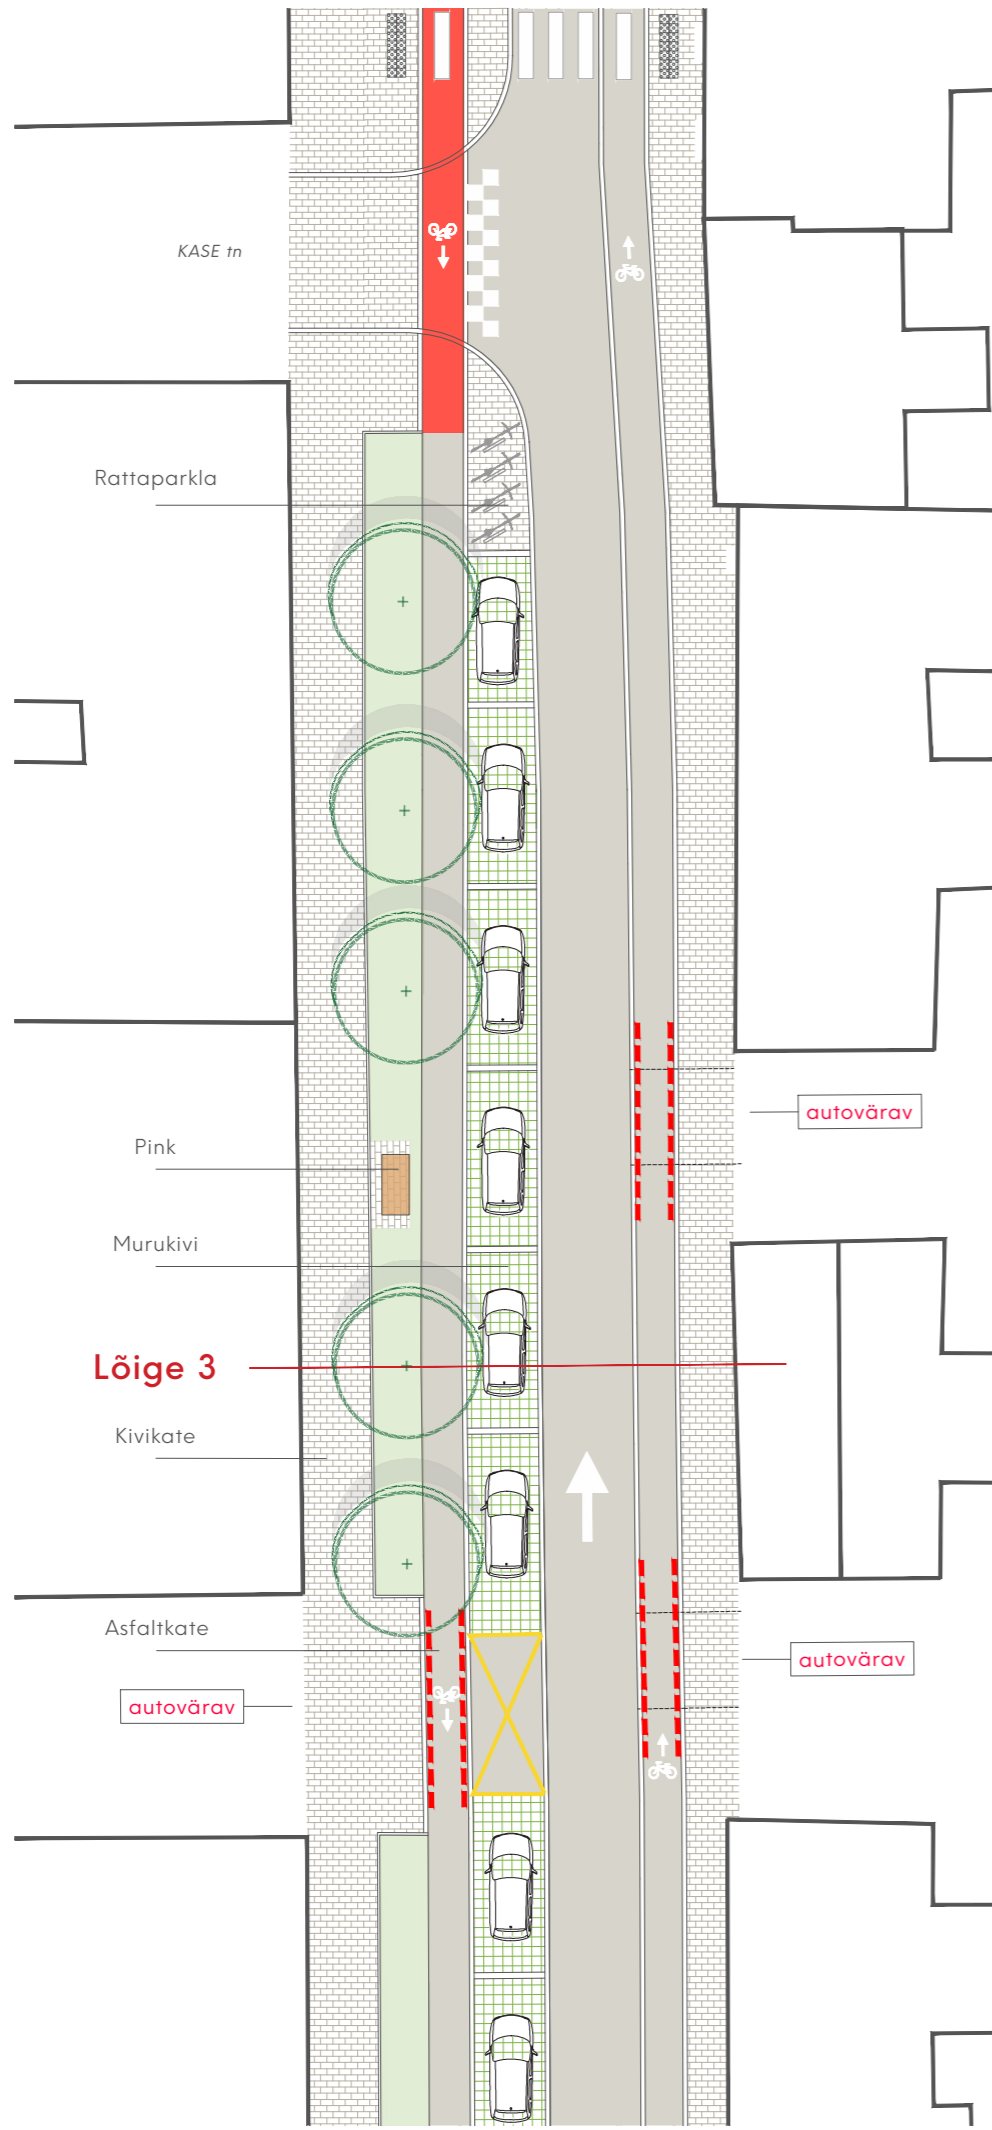 KASE tn
Rattaparkla
autovärav
Pink
Murukivi
Lõige 3
Kivikate
Asfaltkate
autovärav
autovärav